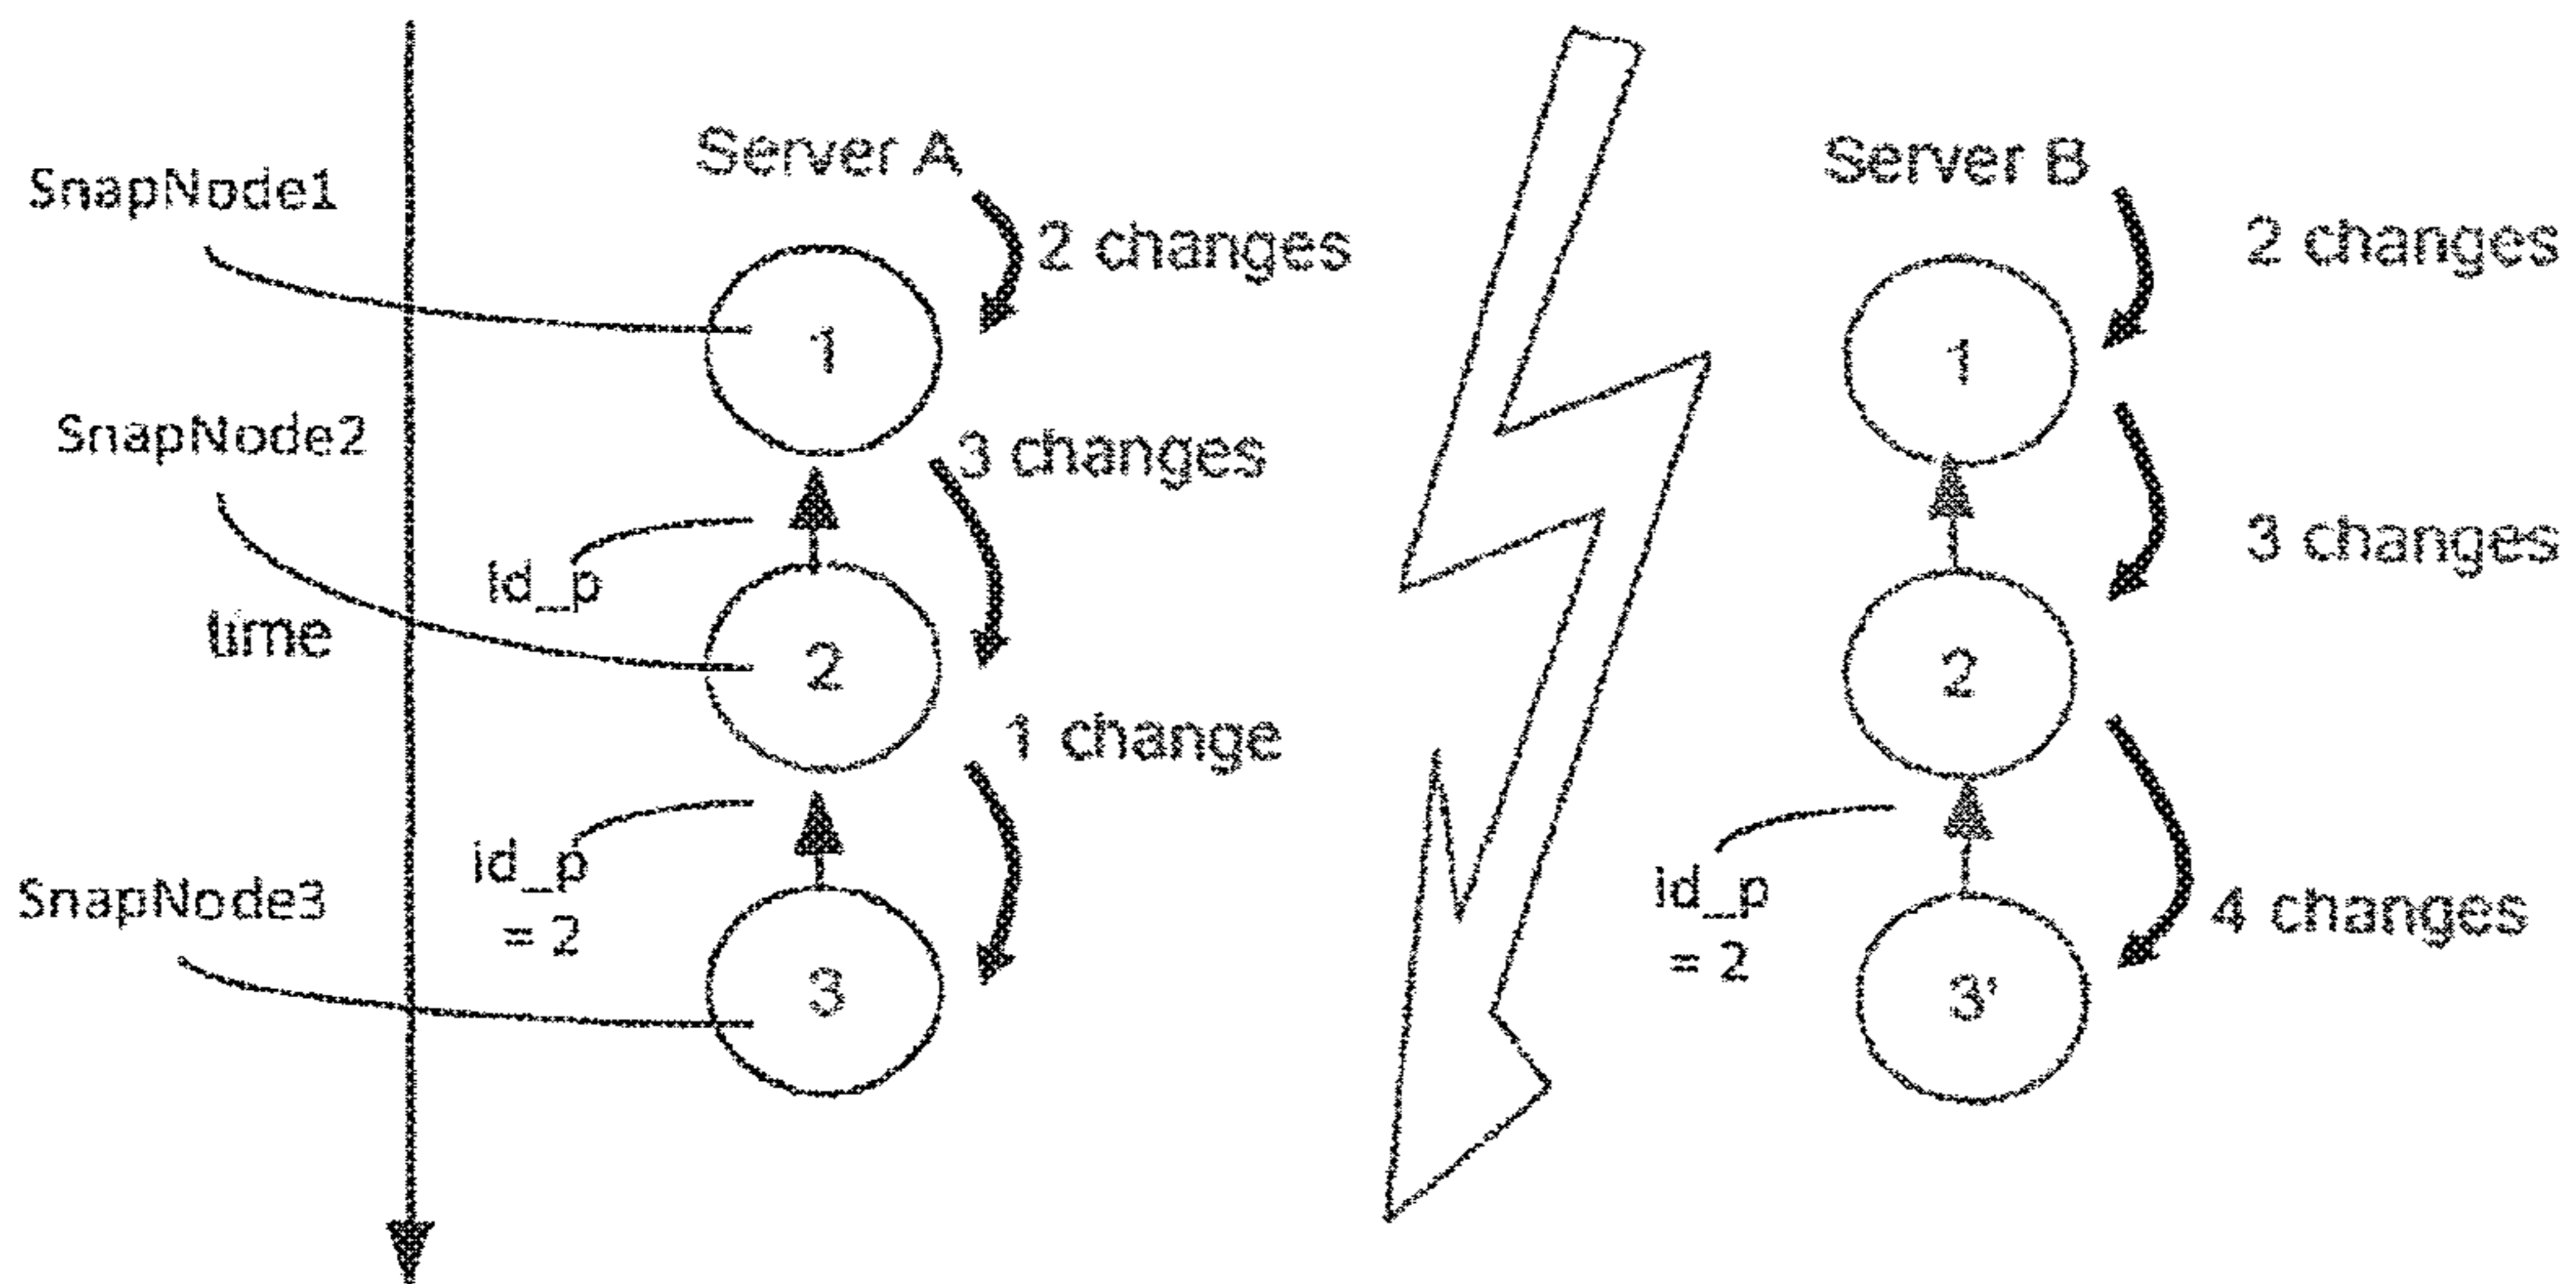 Server A
Server B
SnapNode1
2 changes
2 changes
1
1
SnapNode2
3 changes
3 changes
id_p
time
2
2
1 change
id_p
= 2
id_p
= 2
SnapNode3
4 changes
3
3'